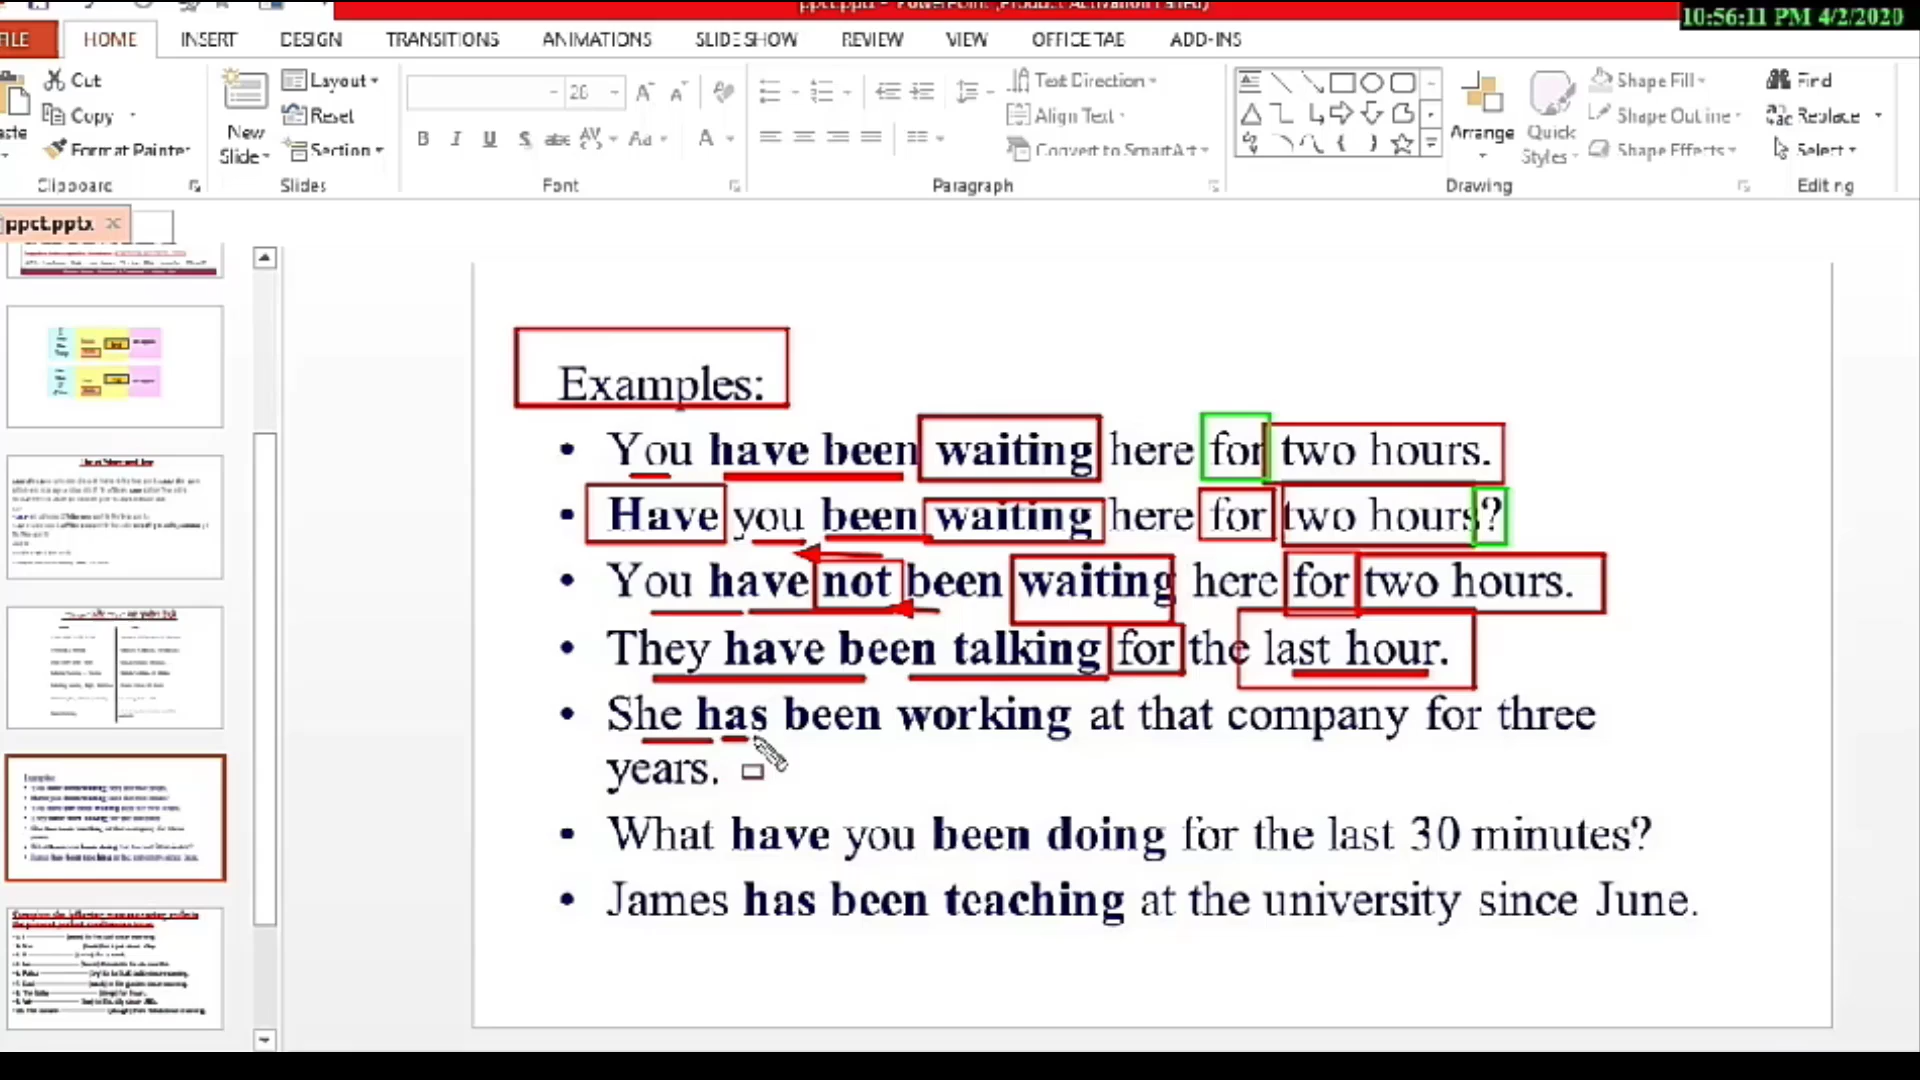 10:56:11 PM 4/2/2020
FILE HOME INSERT DESIGN TRANSITIONS ANIMATIONS SLIDE SHOW REVIEW VIEW OFFICE TAB ADD-INS
Cut
Copy
Format Painter
Clipboard
New
Slide
Layout
Reset
Section
Slides
26
B I U S abc AV Aa A
Font
Text Direction
Align Text
Convert to SmartArt
Paragraph
Arrange
Quick
Styles
Shape Fill
Shape Outline
Shape Effects
Drawing
Find
Replace
Select
Editing
ppct.pptx
Examples:
• You have been waiting here for two hours.
• Have you been waiting here for two hours?
• You have not been waiting here for two hours.
• They have been talking for the last hour.
• She has been working at that company for three
years.
• What have you been doing for the last 30 minutes?
• James has been teaching at the university since June.